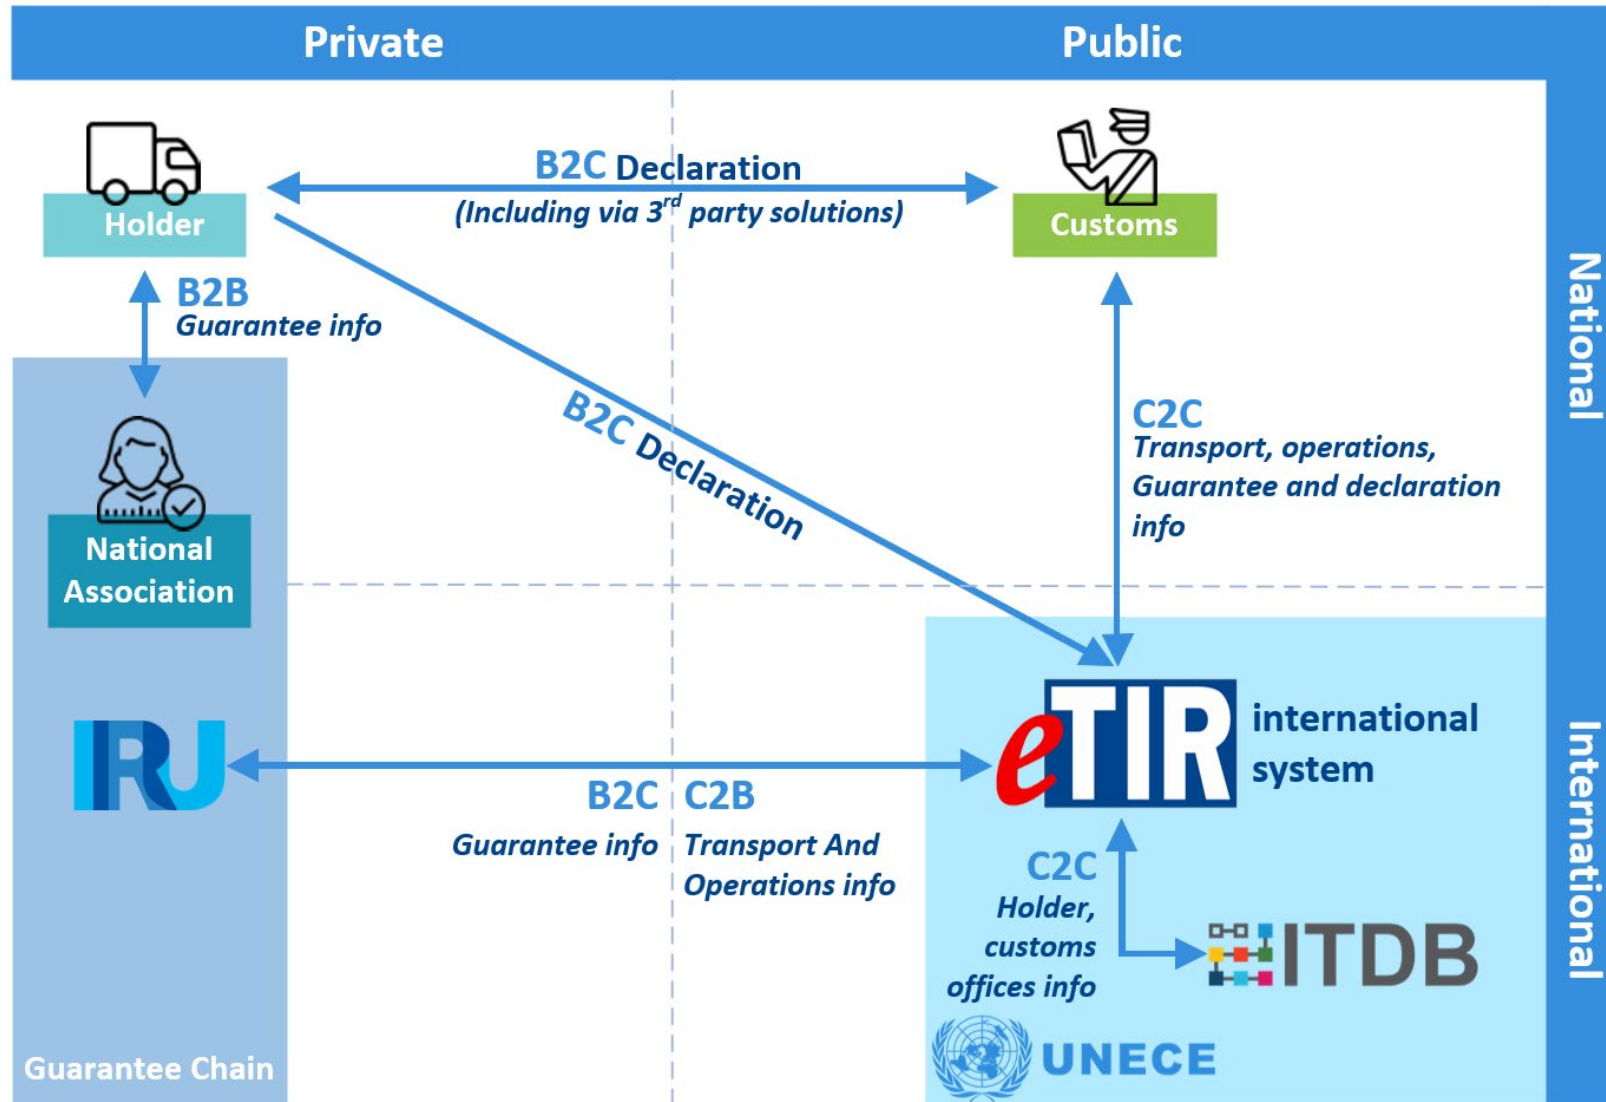 Private
Public
National
International
Holder
B2C Declaration
(Including via 3rd party solutions)
Customs
B2B
Guarantee info
B2C Declaration
C2C
Transport, operations,
Guarantee and declaration
info
National
Association
IRU
B2C
Guarantee info
C2B
Transport And
Operations info
eTIR
international
system
C2C
Holder,
customs
offices info
ITDB
UNECE
Guarantee Chain